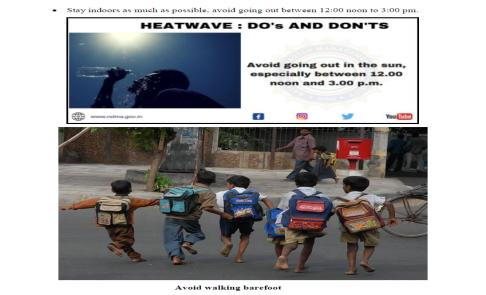 • Stay indoors as much as possible, avoid going out between 12:00 noon to 3:00 pm.
HEATWAVE : DO's AND DON'TS
Avoid going out in the sun,
especially between 12.00
noon and 3.00 p.m.
www.ndma.gov.in
YouTube
Avoid walking barefoot